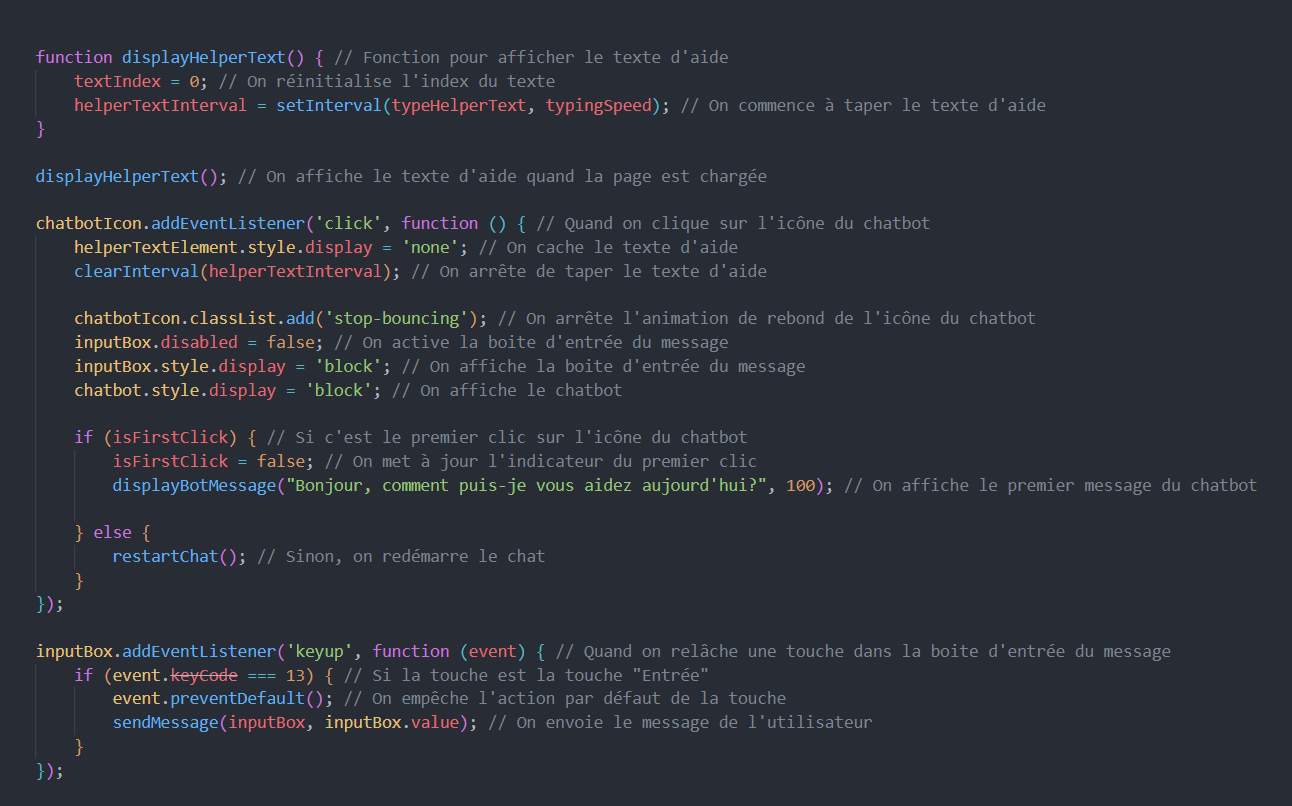 function displayHelperText() { // Fonction pour afficher le texte d'aide
textIndex = 0; // On réinitialise l'index du texte
helperTextInterval = setInterval(typeHelperText, typingSpeed); // On commence à taper le texte d'aide
}
displayHelperText(); // On affiche le texte d'aide quand la page est chargée
chatbotIcon.addEventListener('click', function () { // Quand on clique sur l'icône du chatbot
helperTextElement.style.display = 'none'; // On cache le texte d'aide
clearInterval(helperTextInterval); // On arrête de taper le texte d'aide
chatbotIcon.classList.add('stop-bouncing'); // On arrête l'animation de rebond de l'icône du chatbot
inputBox.disabled = false; // On active la boite d'entrée du message
inputBox.style.display = 'block'; // On affiche la boite d'entrée du message
chatbot.style.display = 'block'; // On affiche le chatbot
if (isFirstClick) { // Si c'est le premier clic sur l'icône du chatbot
isFirstClick = false; // On met à jour l'indicateur du premier clic
displayBotMessage("Bonjour, comment puis-je vous aidez aujourd'hui?", 100); // On affiche le premier message du chatbot
} else {
restartChat(); // Sinon, on redémarre le chat
}
});
inputBox.addEventListener('keyup', function (event) { // Quand on relâche une touche dans la boite d'entrée du message
if (event.keyCode === 13) { // Si la touche est la touche "Entrée"
event.preventDefault(); // On empêche l'action par défaut de la touche
sendMessage(inputBox, inputBox.value); // On envoie le message de l'utilisateur
}
});